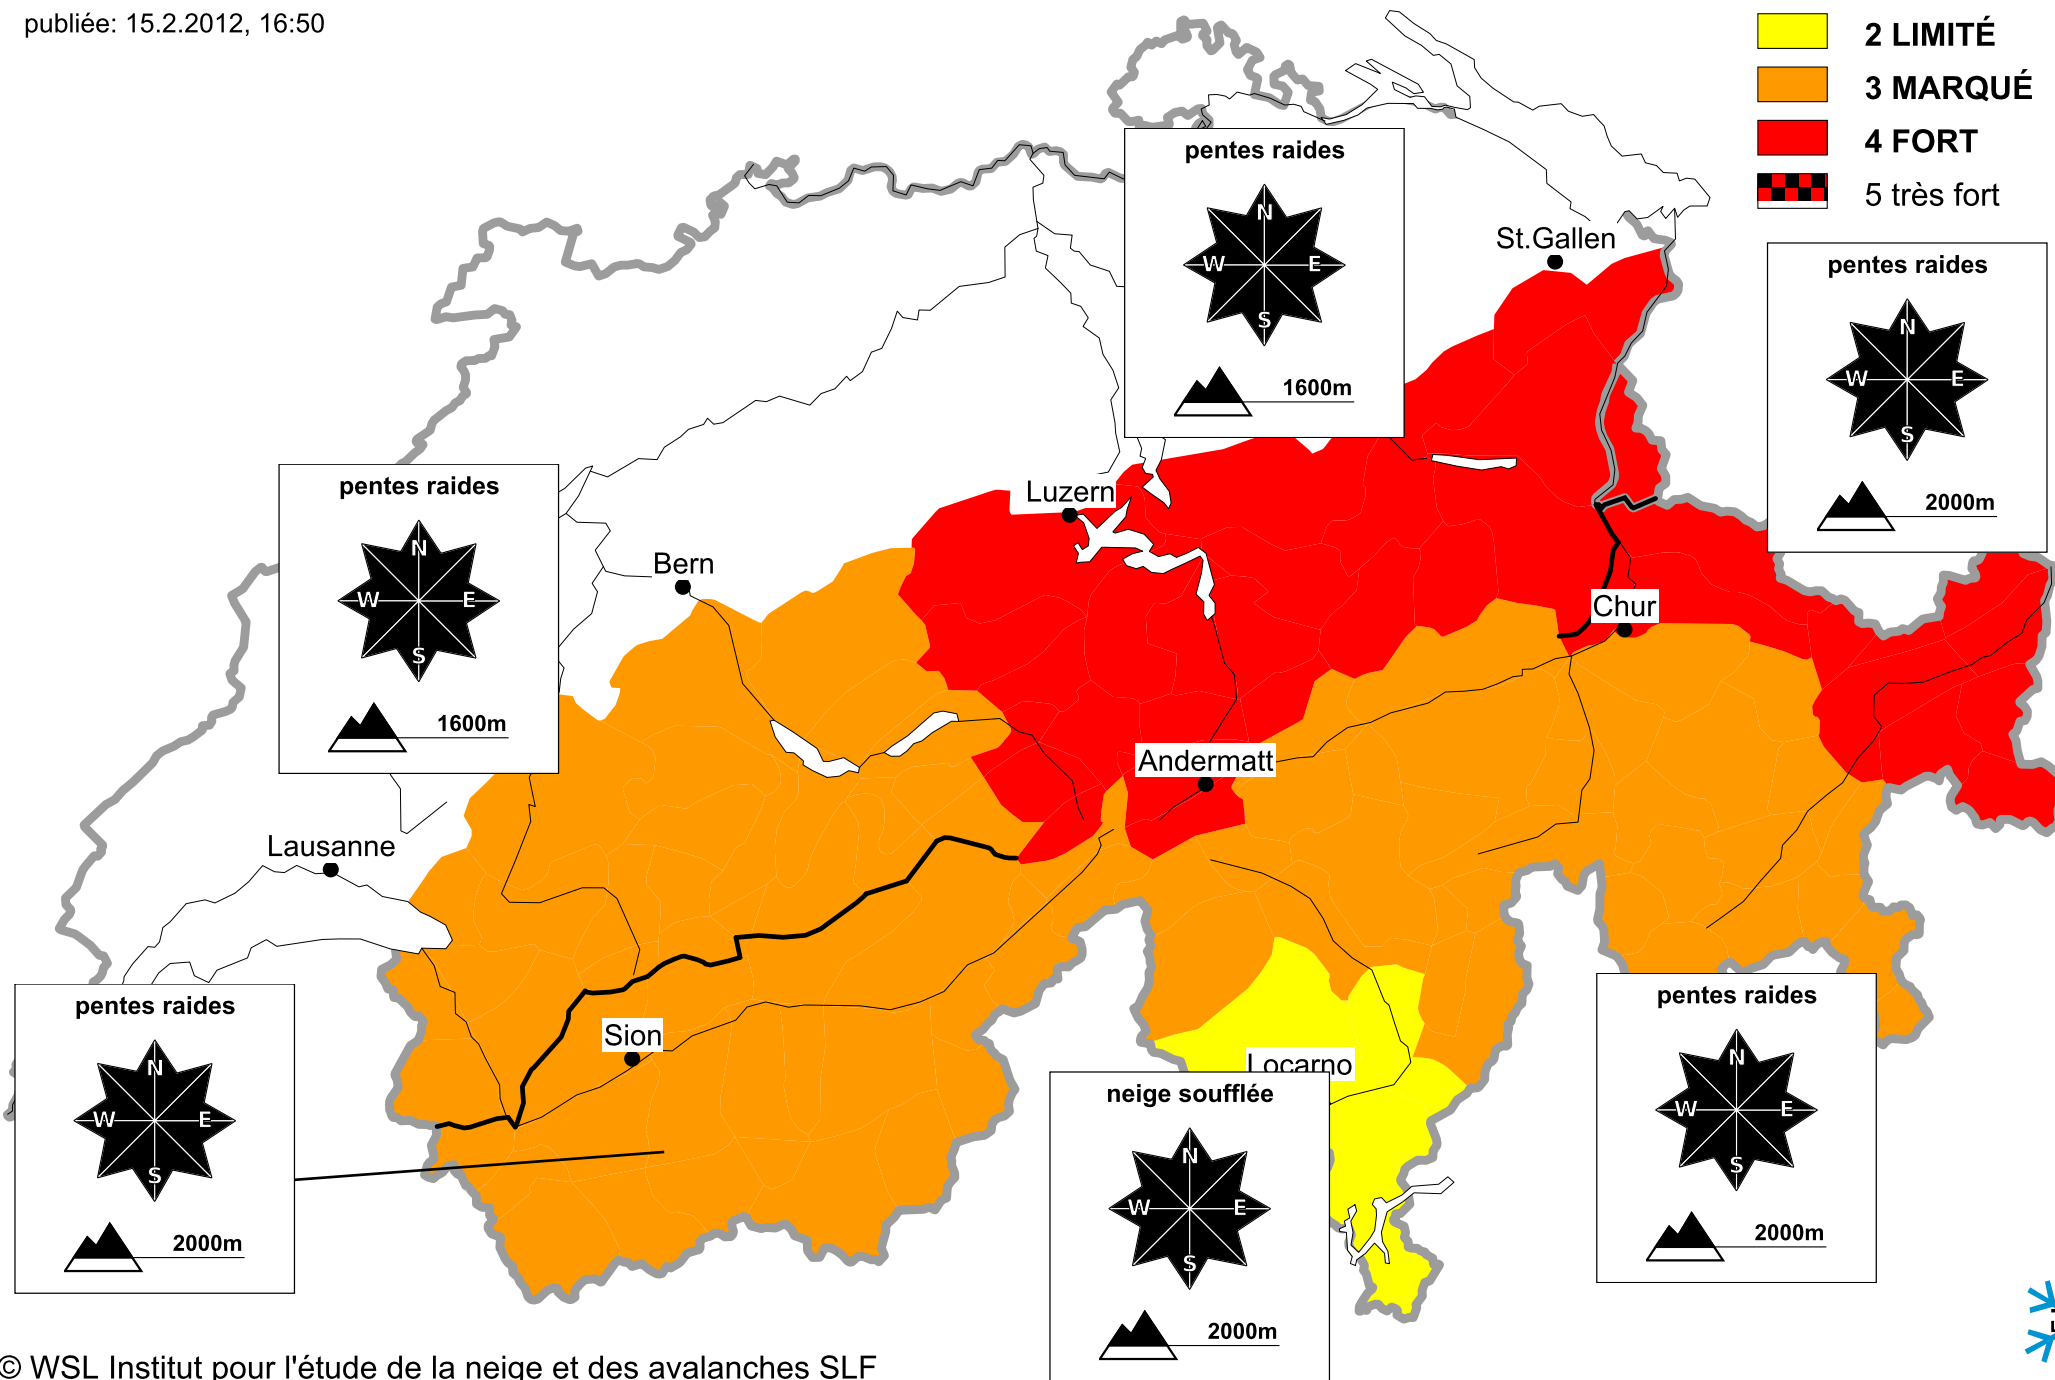 publiée: 15.2.2012, 16:50
2 LIMITÉ
3 MARQUÉ
4 FORT
5 très fort
pentes raides
N
W E
S
1600m
St.Gallen
pentes raides
N
W E
S
2000m
pentes raides
N
W E
S
1600m
Luzern
Bern
Chur
Andermatt
Lausanne
Sion
Locarno
pentes raides
N
W E
S
2000m
neige soufflée
N
W E
S
2000m
pentes raides
N
W E
S
2000m
© WSL Institut pour l'étude de la neige et des avalanches SLF